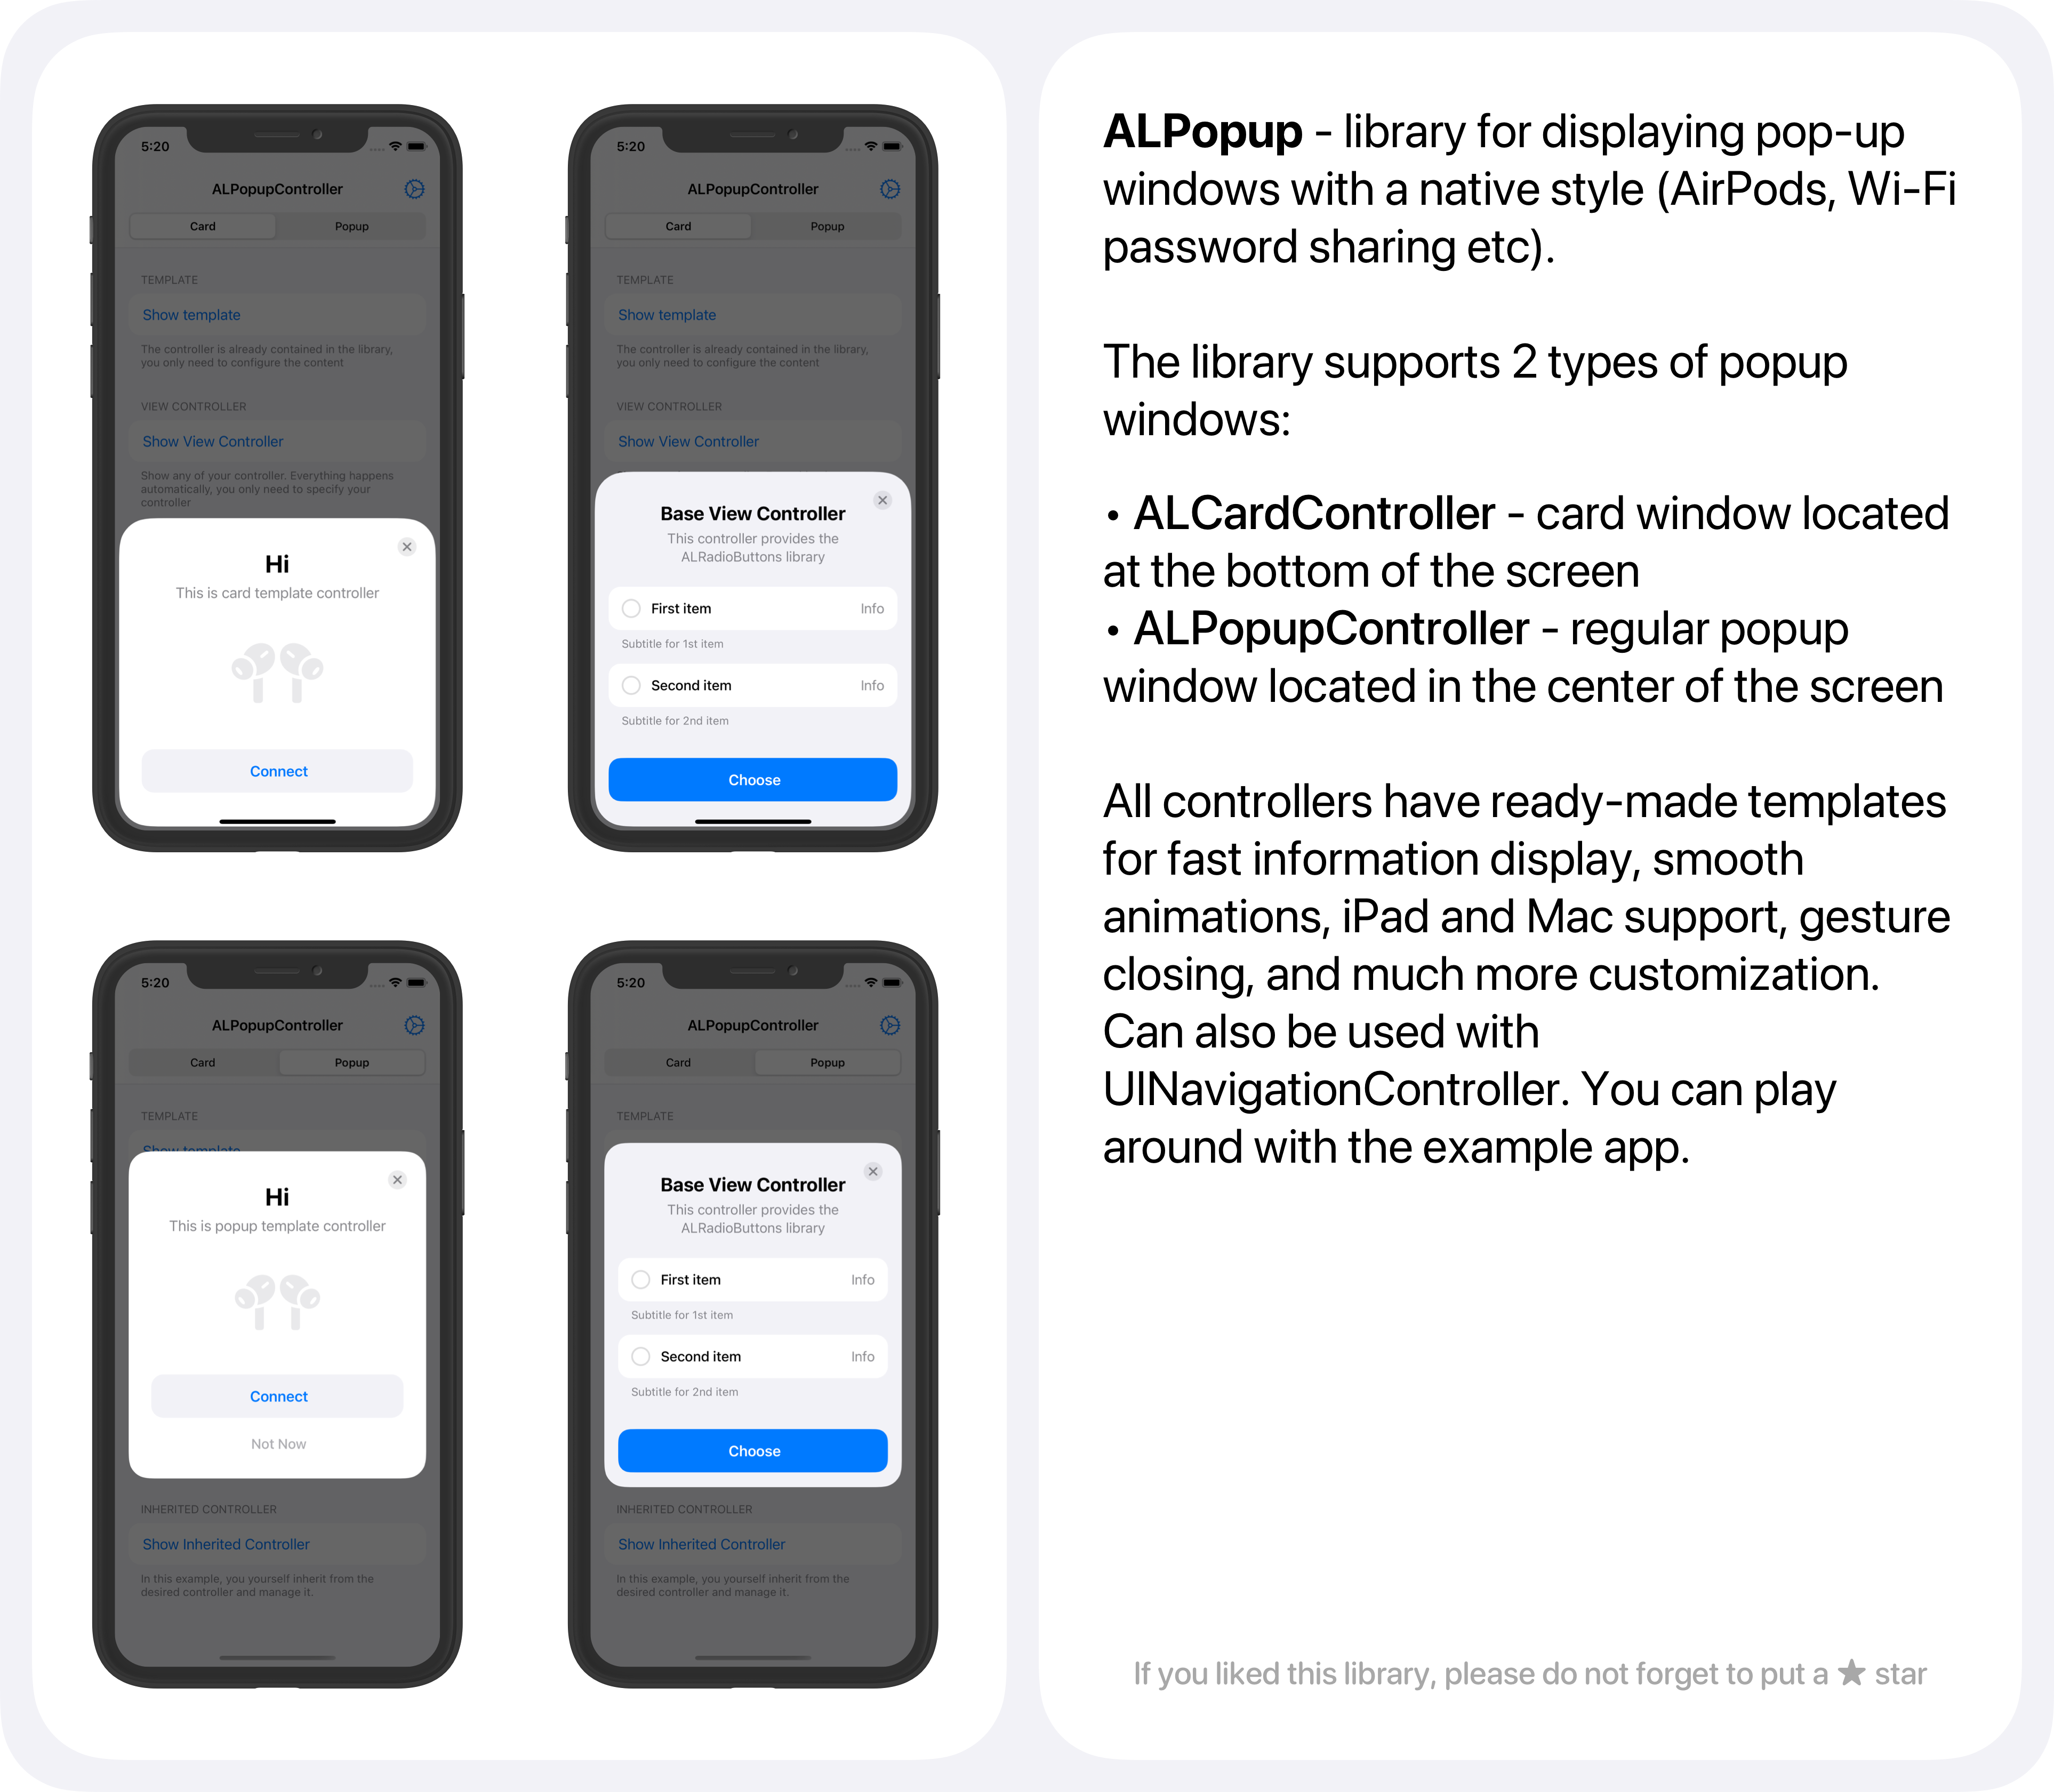 5:20
ALPopupController
Card Popup
TEMPLATE
Show template
The controller is already contained in the library,
you only need to configure the content
VIEW CONTROLLER
Show View Controller
Show any of your controller. Everything happens
automatically, you only need to specify your
controller
Hi
This is card template controller
Connect
5:20
ALPopupController
Card Popup
TEMPLATE
Show template
The controller is already contained in the library,
you only need to configure the content
VIEW CONTROLLER
Show View Controller
Base View Controller
This controller provides the
ALRadioButtons library
First item Info
Subtitle for 1st item
Second item Info
Subtitle for 2nd item
Choose
5:20
ALPopupController
Card Popup
TEMPLATE
Show template
Hi
This is popup template controller
Connect
Not Now
INHERITED CONTROLLER
Show Inherited Controller
In this example, you yourself inherit from the
desired controller and manage it.
5:20
ALPopupController
Card Popup
TEMPLATE
Base View Controller
This controller provides the
ALRadioButtons library
First item Info
Subtitle for 1st item
Second item Info
Subtitle for 2nd item
Choose
INHERITED CONTROLLER
Show Inherited Controller
In this example, you yourself inherit from the
desired controller and manage it.
ALPopup - library for displaying pop-up
windows with a native style (AirPods, Wi-Fi
password sharing etc).
The library supports 2 types of popup
windows:
• ALCardController - card window located
at the bottom of the screen
• ALPopupController - regular popup
window located in the center of the screen
All controllers have ready-made templates
for fast information display, smooth
animations, iPad and Mac support, gesture
closing, and much more customization.
Can also be used with
UINavigationController. You can play
around with the example app.
If you liked this library, please do not forget to put a ★ star